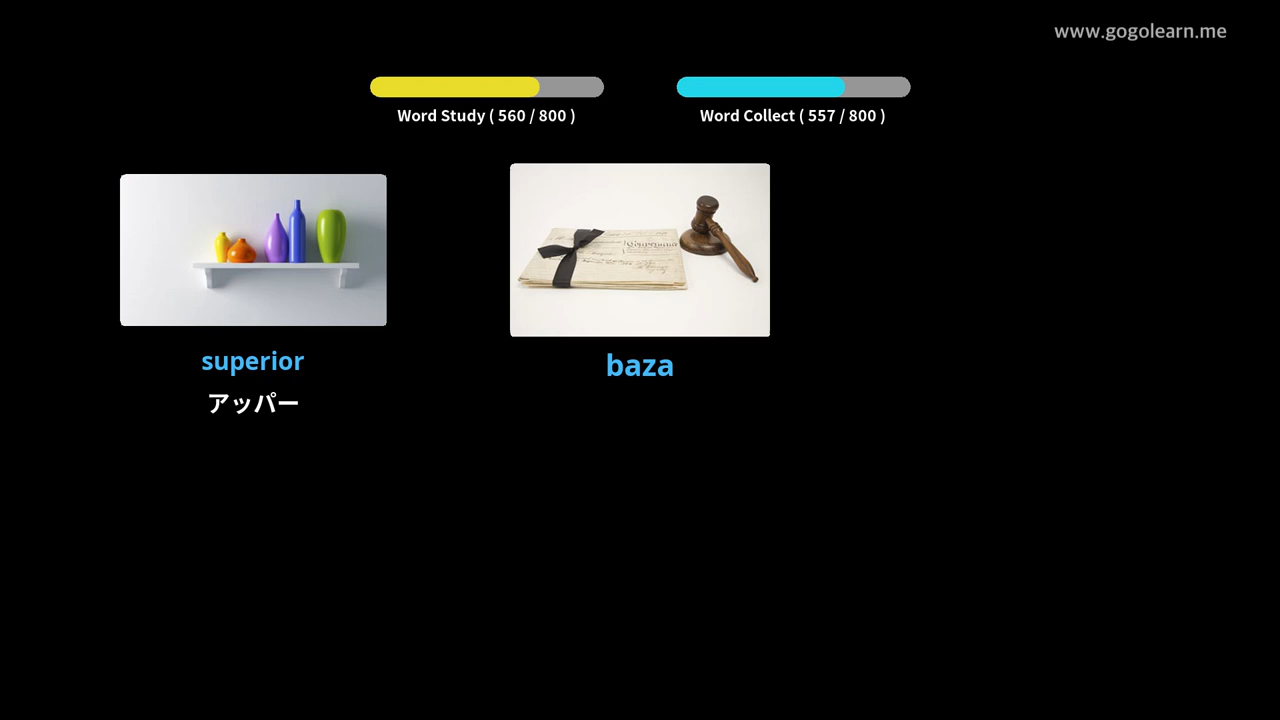 www.gogolearn.me
Word Study ( 560 / 800 )
Word Collect ( 557 / 800 )
superior
アッパー
baza